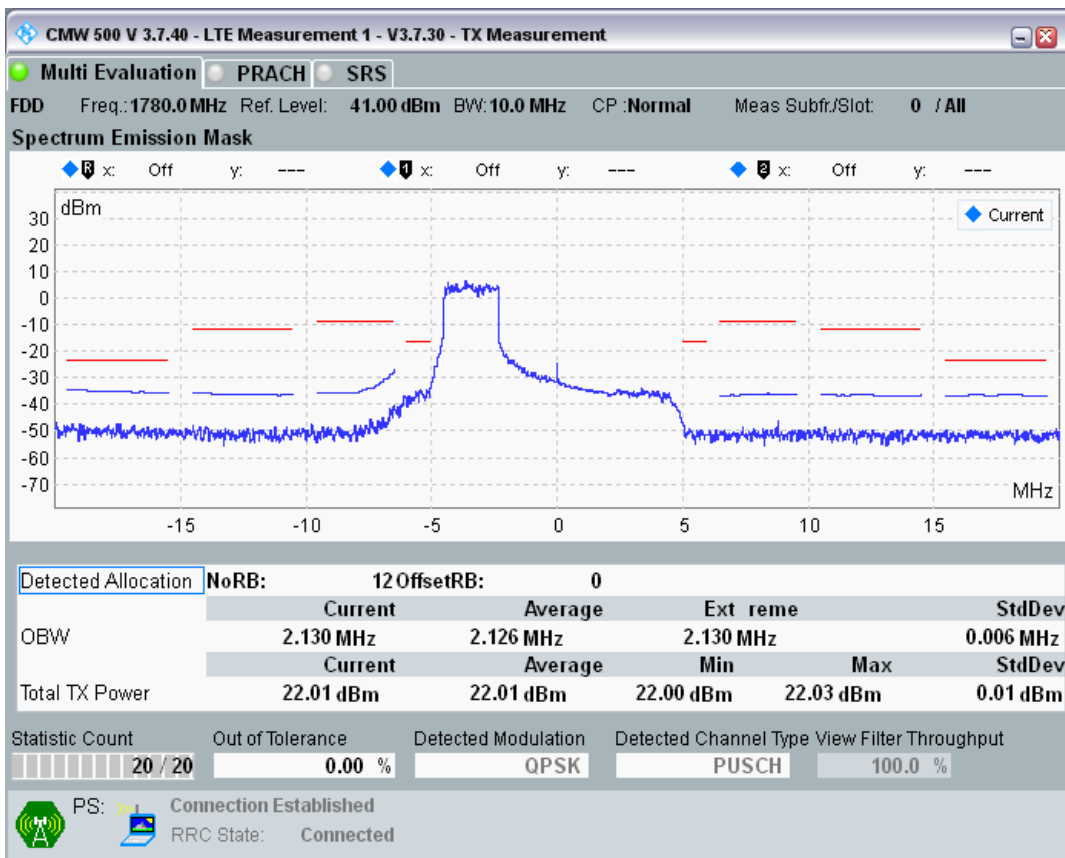 CMW 500 V 3.7.40 - LTE Measurement 1 - V3.7.30 - TX Measurement
Multi Evaluation PRACH SRS
FDD Freq.: 1780.0 MHz Ref. Level: 41.00 dBm BW: 10.0 MHz CP : Normal Meas Subfr./Slot: 0 / All
Spectrum Emission Mask
R x: Off y: --- 1 x: Off y: --- 2 x: Off y: ---
dBm
Current
30
20
10
0
-10
-20
-30
-40
-50
-60
-70
MHz
-15 -10 -5 0 5 10 15
Detected Allocation NoRB: 12 OffsetRB: 0
Current Average Ext reme StdDev
OBW 2.130 MHz 2.126 MHz 2.130 MHz 0.006 MHz
Current Average Min Max StdDev
Total TX Power 22.01 dBm 22.01 dBm 22.00 dBm 22.03 dBm 0.01 dBm
Statistic Count Out of Tolerance Detected Modulation Detected Channel Type View Filter Throughput
20 / 20 0.00 % QPSK PUSCH 100.0 %
PS: Connection Established
RRC State: Connected